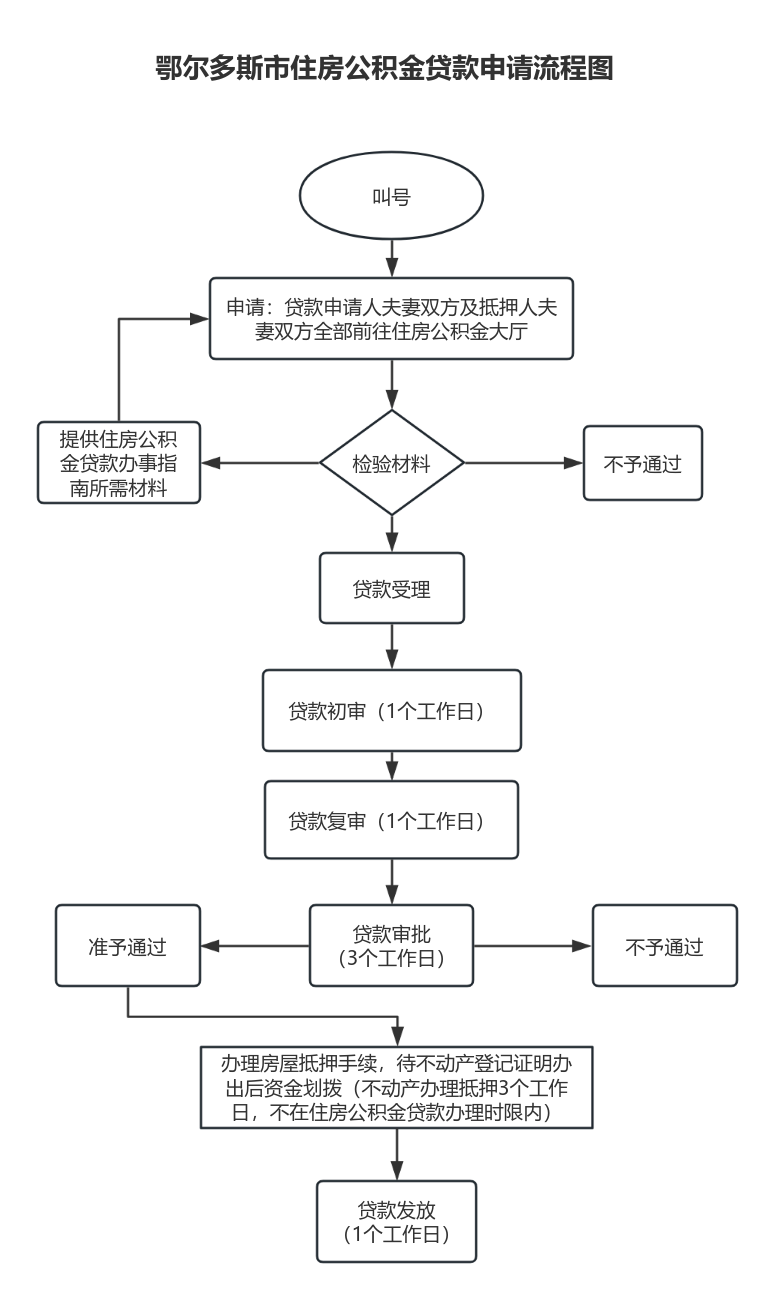 鄂尔多斯市住房公积金贷款申请流程图
叫号
申请：贷款申请人夫妻双方及抵押人夫
妻双方全部前往住房公积金大厅
提供住房公积
金贷款办事指
南所需材料
检验材料
不予通过
贷款受理
贷款初审（1个工作日）
贷款复审（1个工作日）
准予通过
贷款审批
（3个工作日）
不予通过
办理房屋抵押手续，待不动产登记证明办
出后资金划拨（不动产办理抵押3个工作
日，不在住房公积金贷款办理时限内）
贷款发放
（1个工作日）